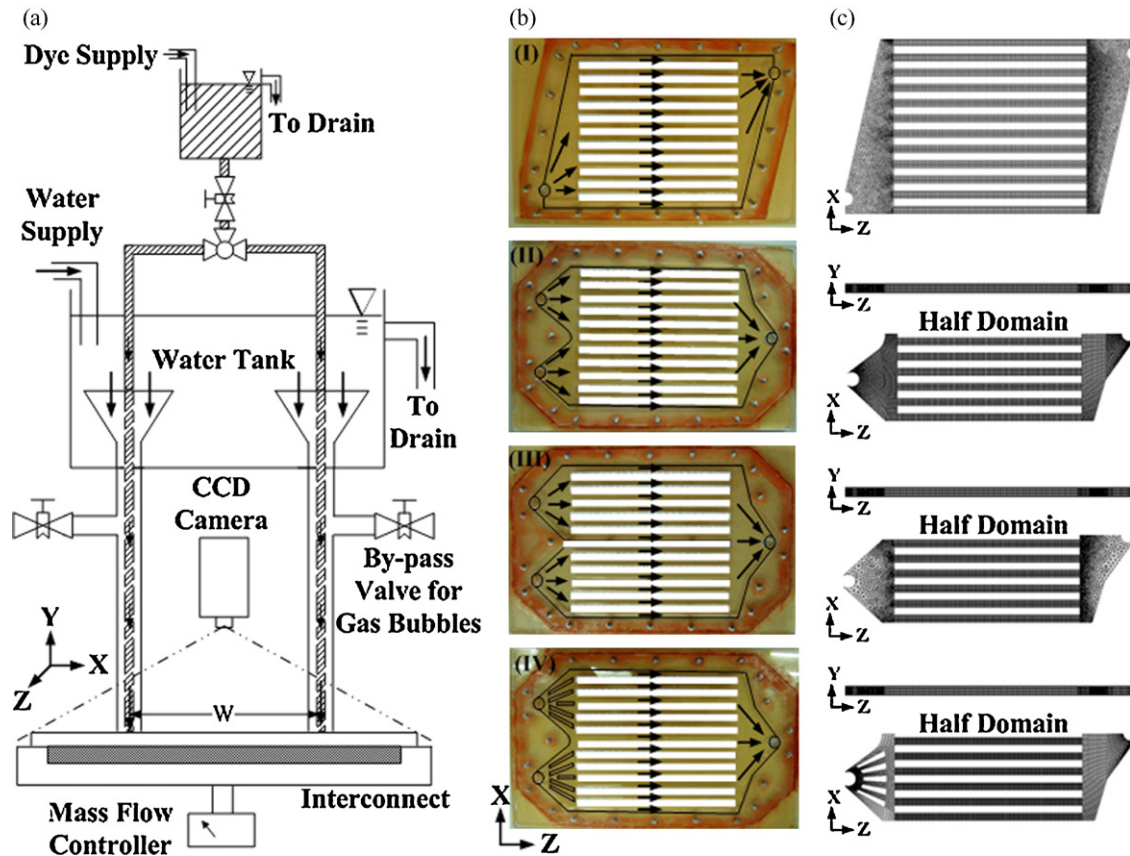 (a)
Dye Supply
To Drain
Water
Supply
Water Tank
To
Drain
CCD
Camera
By-pass
Valve for
Gas Bubbles
Y
X
Z
W
Interconnect
Mass Flow
Controller
(b)
(I)
(II)
(III)
(IV)
X
Z
(c)
X
Z
Y
Z
Half Domain
X
Z
Y
Z
Half Domain
X
Z
Y
Z
Half Domain
X
Z